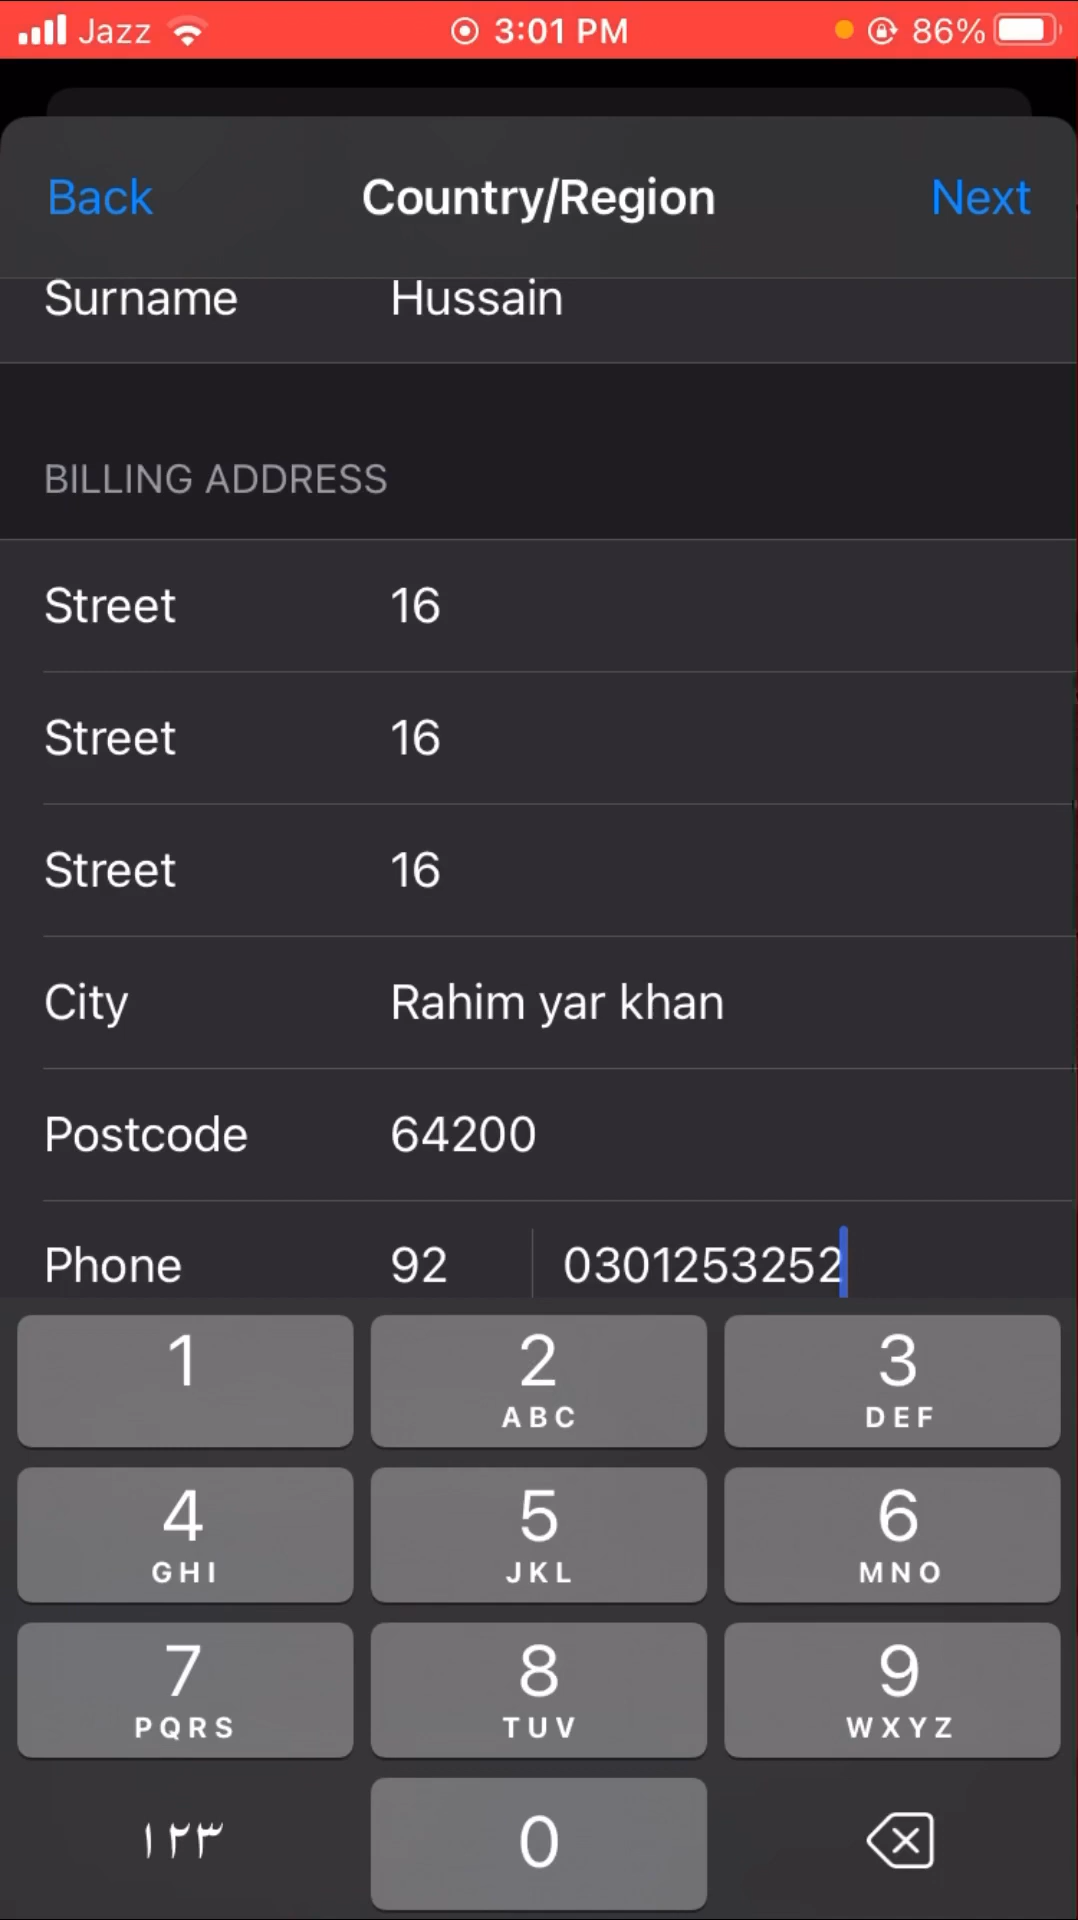 Jazz 3:01 PM 86%
Back Country/Region Next
Surname Hussain
BILLING ADDRESS
Street 16
Street 16
Street 16
City Rahim yar khan
Postcode 64200
Phone 92 0301253252
1 2 3
ABC DEF
4 5 6
GHI JKL MNO
7 8 9
PQRS TUV WXYZ
۱۲۳ 0